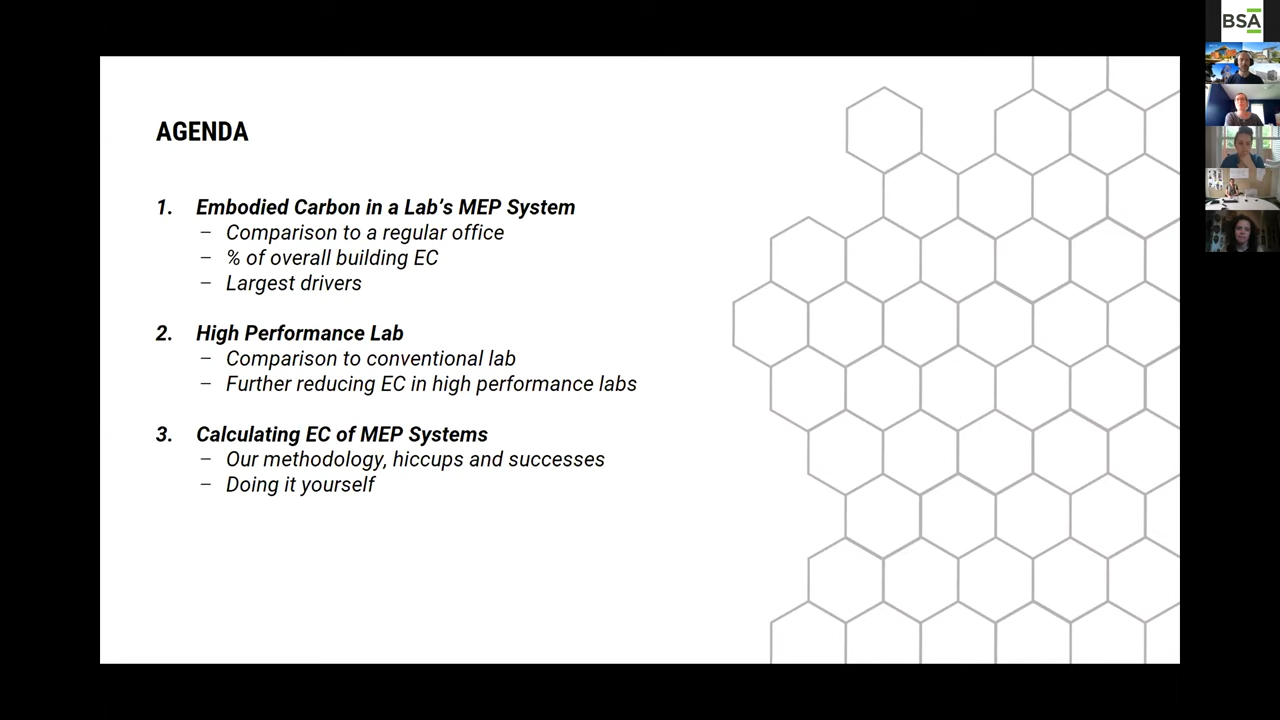 AGENDA
1. Embodied Carbon in a Lab's MEP System
– Comparison to a regular office
– % of overall building EC
– Largest drivers
2. High Performance Lab
– Comparison to conventional lab
– Further reducing EC in high performance labs
3. Calculating EC of MEP Systems
– Our methodology, hiccups and successes
– Doing it yourself
BSA